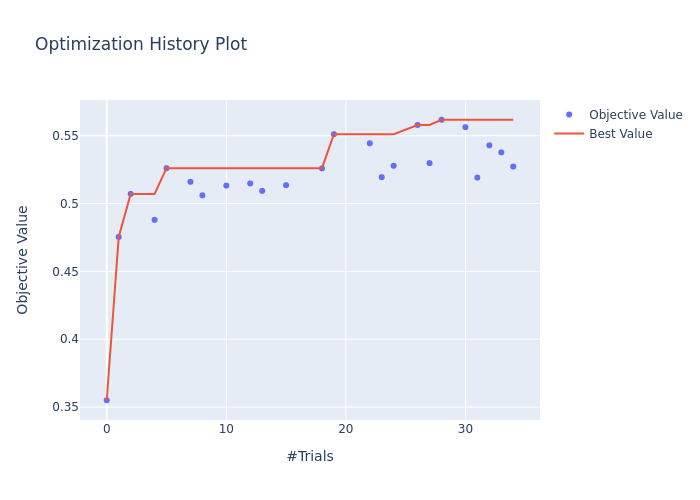 Optimization History Plot
Objective Value
Best Value
0.55
0.5
0.45
0.4
0.35
Objective Value
0
10
20
30
#Trials